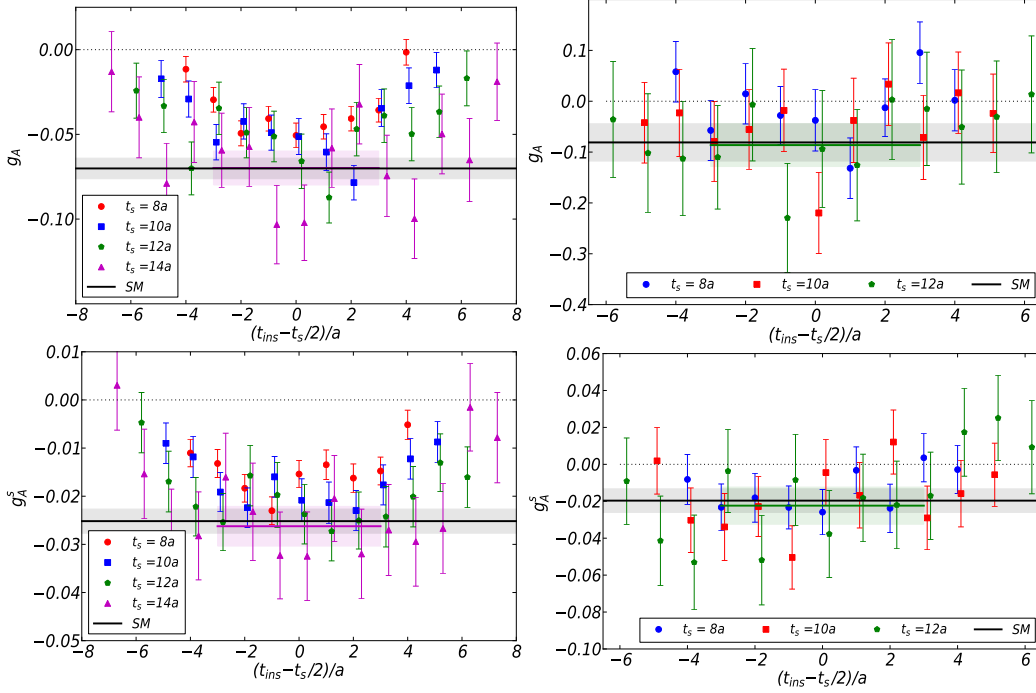 0.00
−0.05
−0.10
g_A
t_s = 8a
t_s =10a
t_s =12a
t_s =14a
SM
−8 −6 −4 −2 0 2 4 6 8
(t_ins−t_s/2)/a
0.1
0.0
−0.1
−0.2
−0.3
−0.4
g_A
t_s = 8a t_s =10a t_s =12a SM
−6 −4 −2 0 2 4 6
(t_ins−t_s/2)/a
0.01
0.00
−0.01
−0.02
−0.03
−0.04
−0.05
g_A^s
t_s = 8a
t_s =10a
t_s =12a
t_s =14a
SM
−8 −6 −4 −2 0 2 4 6 8
(t_ins−t_s/2)/a
0.06
0.04
0.02
0.00
−0.02
−0.04
−0.06
−0.08
−0.10
g_A^s
t_s = 8a t_s =10a t_s =12a SM
−6 −4 −2 0 2 4 6
(t_ins−t_s/2)/a